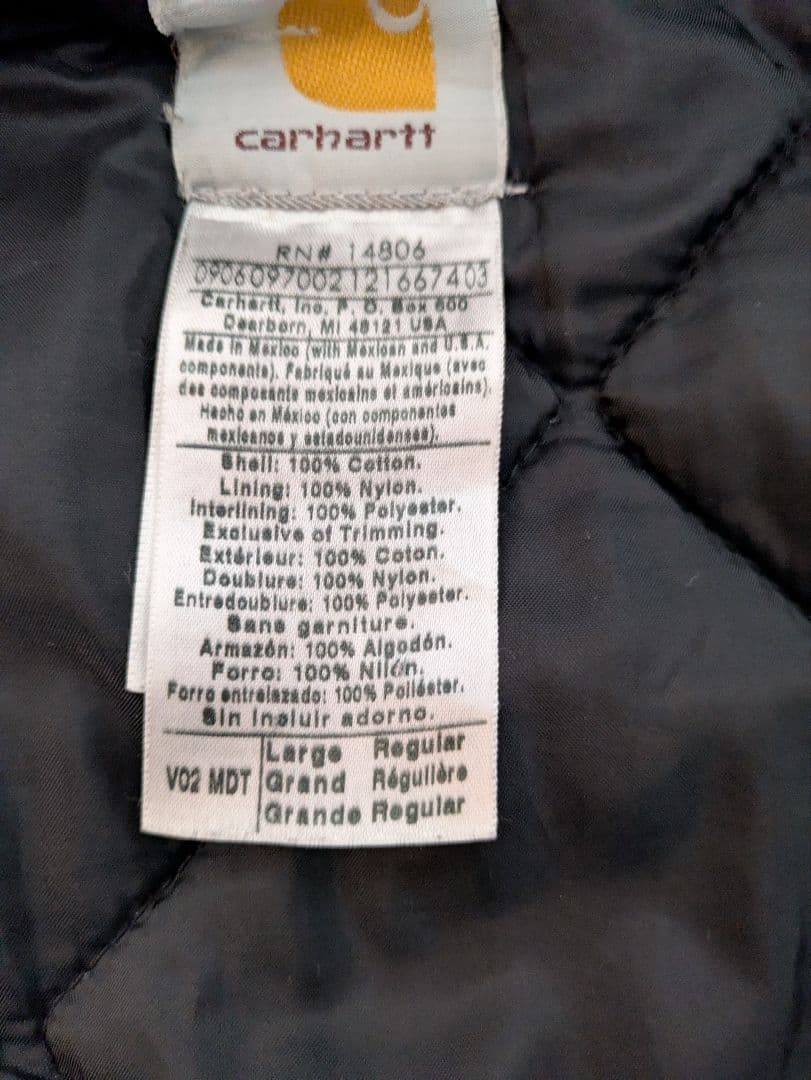 carhartt
RN# 14806
0906097002121667403
Carhartt, Inc. P. O. Box 600
Dearborn, MI 48121 USA
Made in Mexico (with Mexican and U.S.A.
components). Fabriqué au Mexique (avec
des composants mexicains et américains).
Hecho en México (con componentes
mexicanos y estadounidenses).
Shell: 100% Cotton.
Lining: 100% Nylon.
Interlining: 100% Polyester.
Exclusive of Trimming.
Extérieur: 100% Coton.
Doublure: 100% Nylon.
Entredoublure: 100% Polyester.
Sans garniture.
Armazón: 100% Algodón.
Forro: 100% Nilón.
Forro entrelazado: 100% Poliéster.
Sin incluir adorno.
V02 MDT
Large Regular
Grand Régulière
Grande Regular